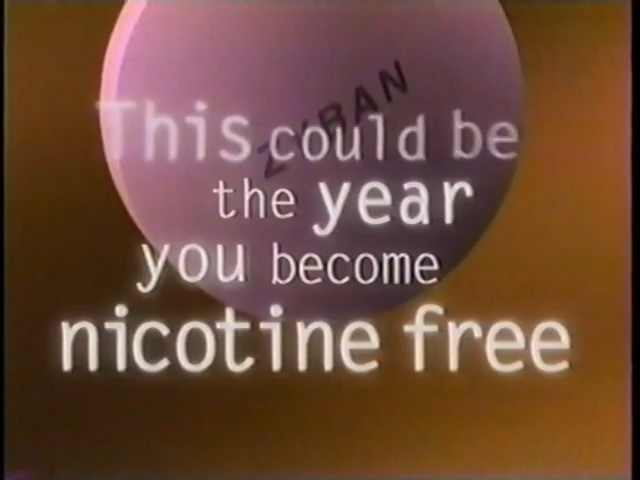 ZYBAN
This could be
the year
you become
nicotine free